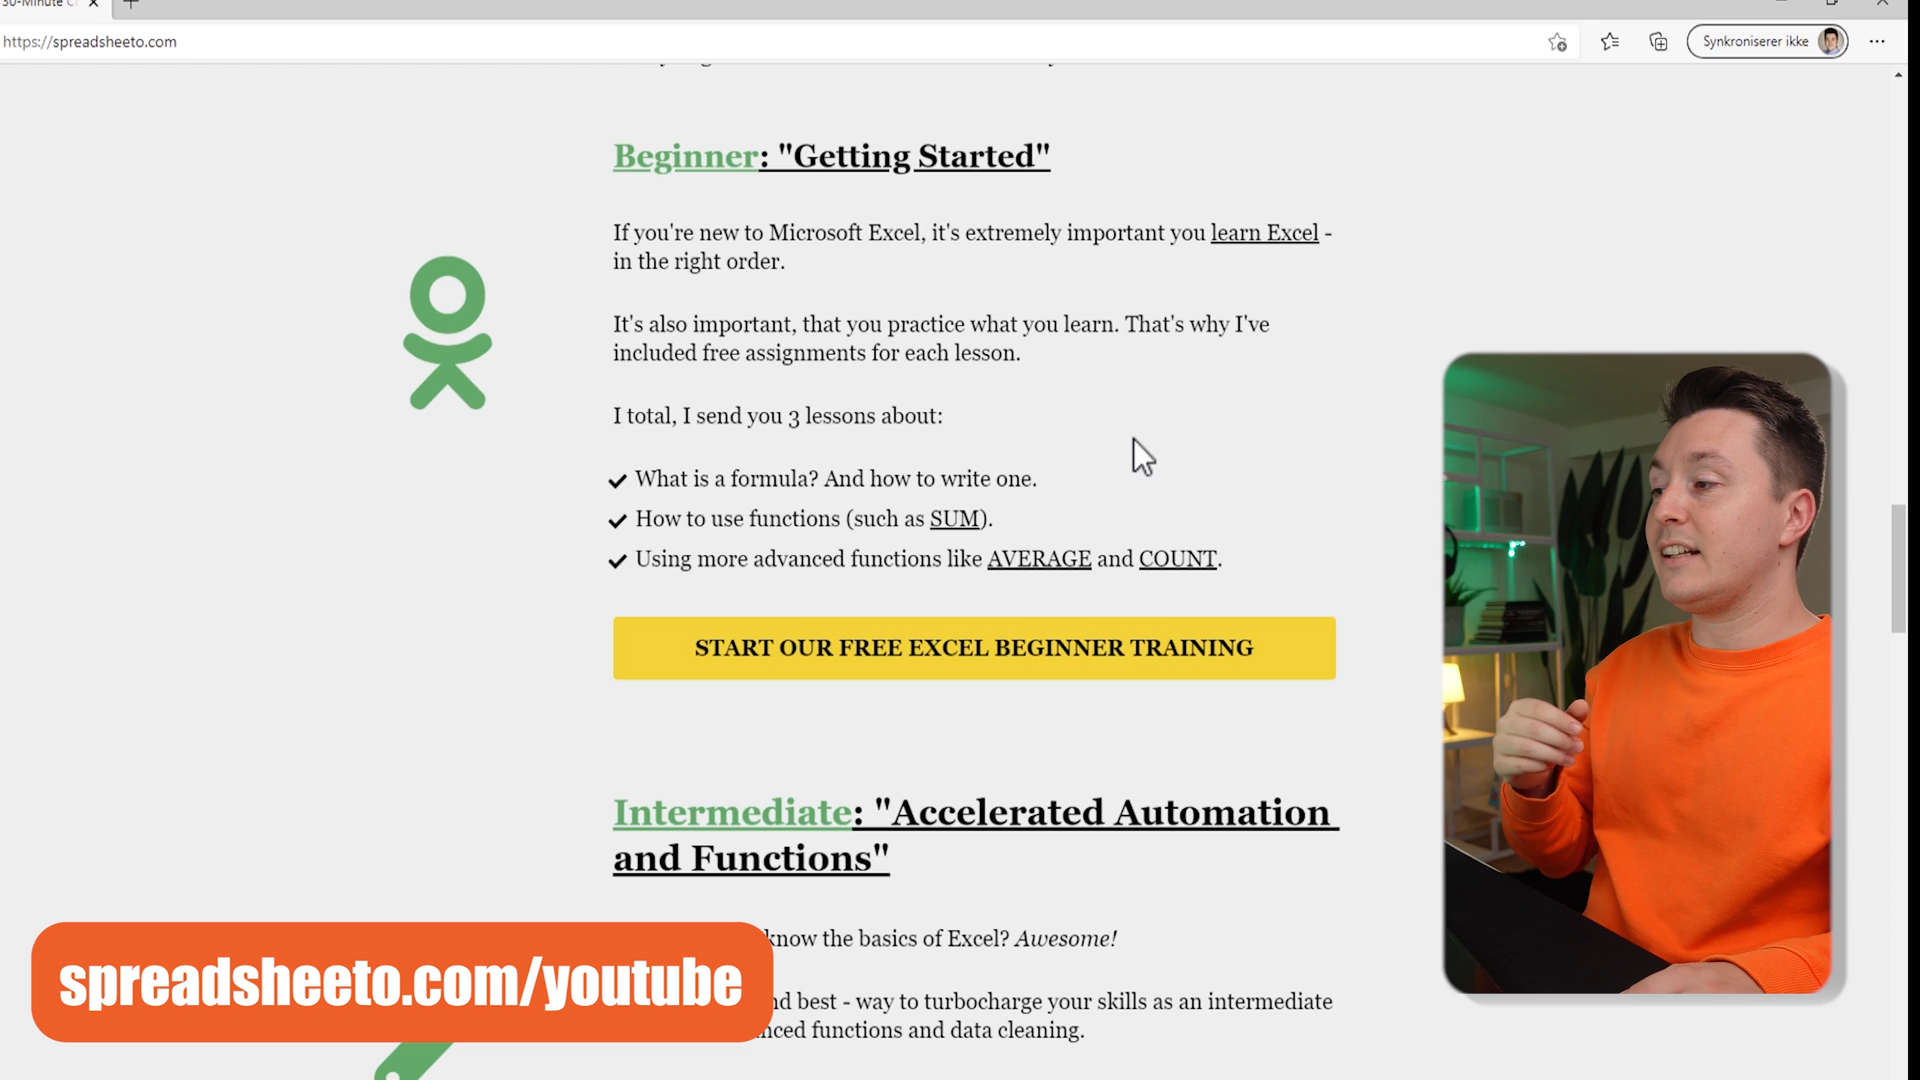 30-Minute
https://spreadsheeto.com
Synkroniserer ikke
Beginner: "Getting Started"
If you're new to Microsoft Excel, it's extremely important you learn Excel -
in the right order.
It's also important, that you practice what you learn. That's why I've
included free assignments for each lesson.
I total, I send you 3 lessons about:
What is a formula? And how to write one.
How to use functions (such as SUM).
Using more advanced functions like AVERAGE and COUNT.
START OUR FREE EXCEL BEGINNER TRAINING
Intermediate: "Accelerated Automation
and Functions"
know the basics of Excel? Awesome!
best - way to turbocharge your skills as an intermediate
functions and data cleaning.
spreadsheeto.com/youtube